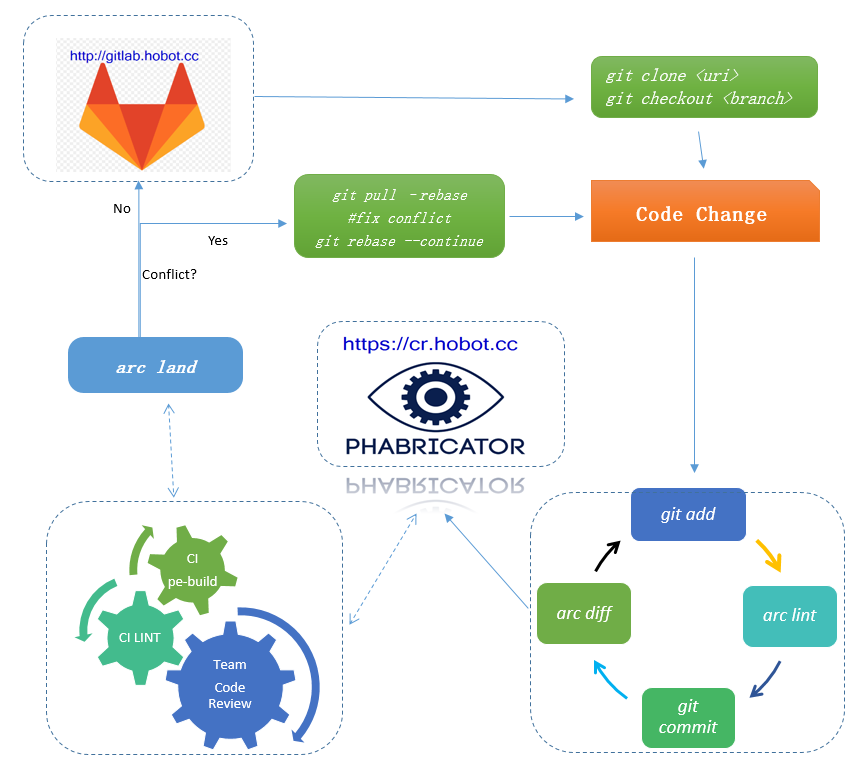 http://gitlab.hobot.cc
git clone <uri>
git checkout <branch>
No
Yes
Conflict?
git pull -rebase
#fix conflict
git rebase --continue
Code Change
arc land
https://cr.hobot.cc
PHABRICATOR
PHABRICATOR
CI
pe-build
CI LINT
Team
Code
Review
git add
arc lint
git
commit
arc diff